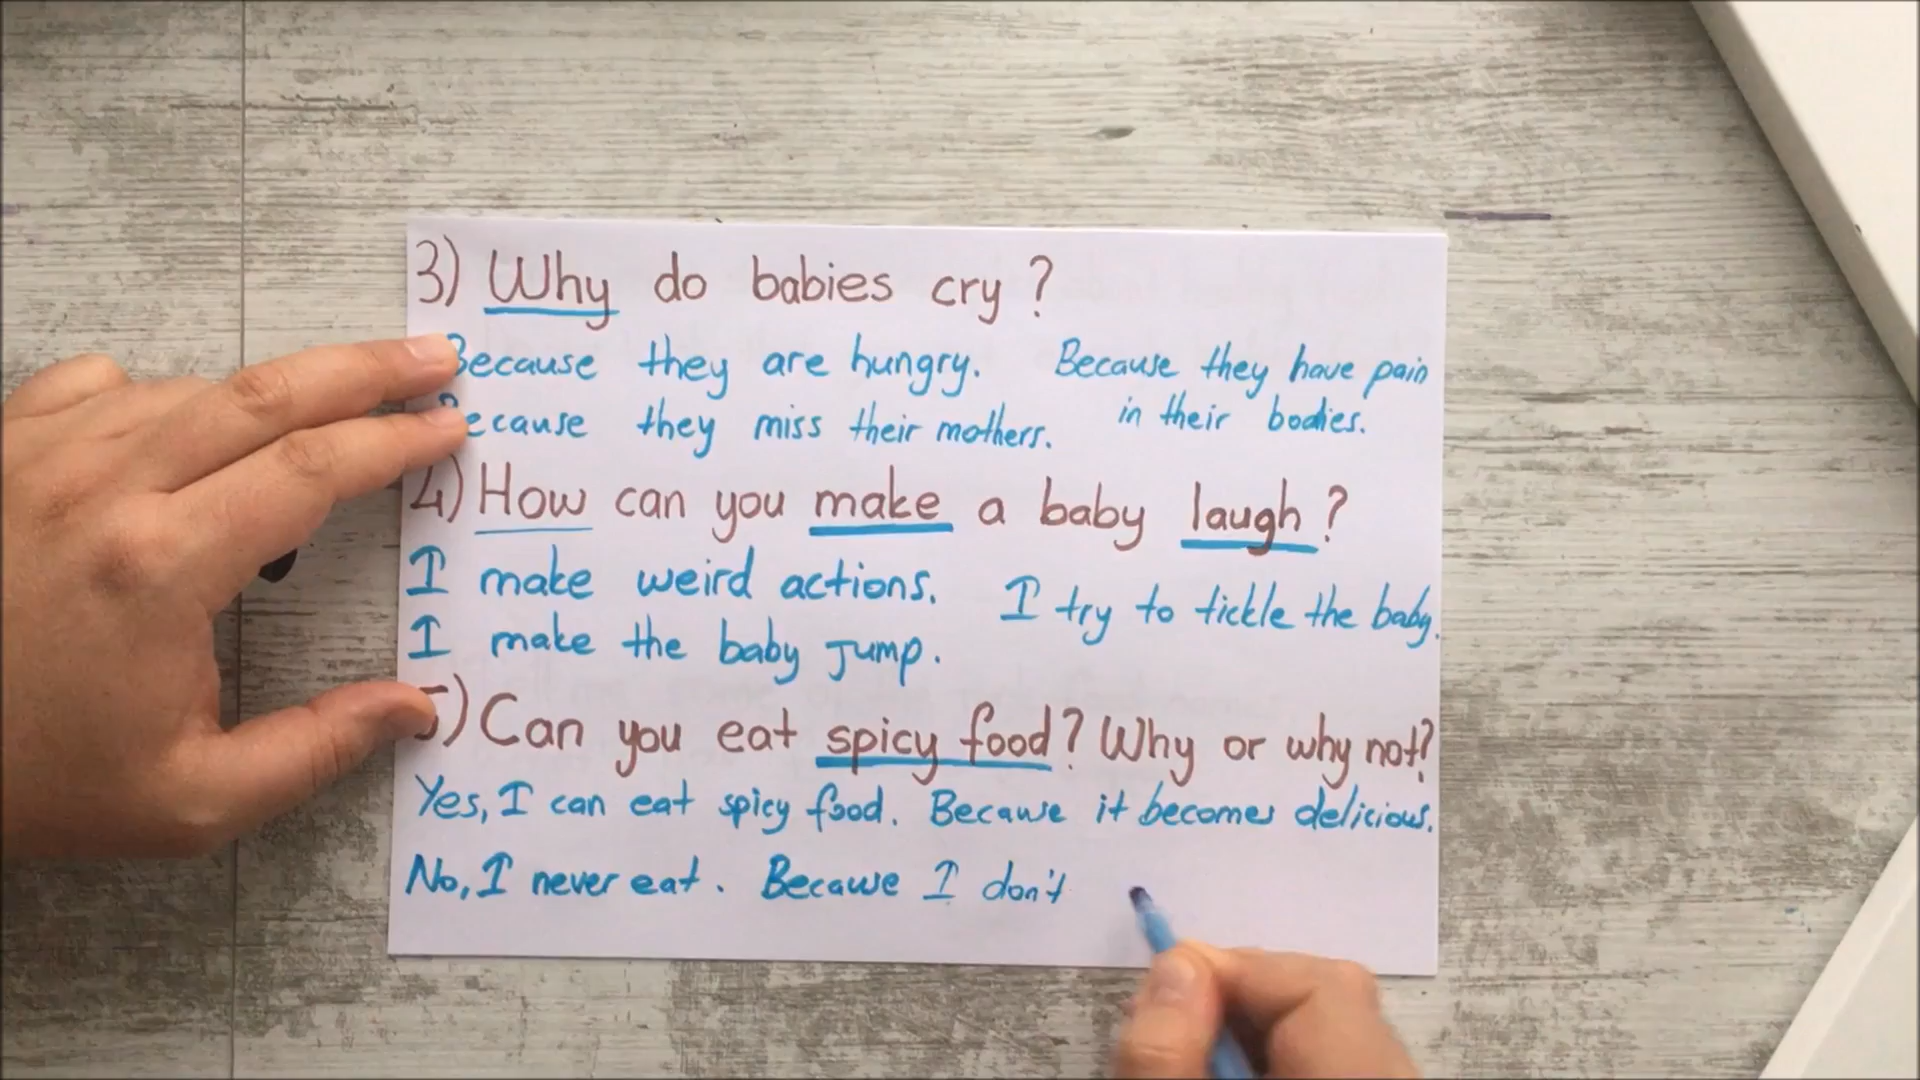 3) Why do babies cry?
Because they are hungry. Because they have pain
in their bodies.
Because they miss their mothers.
4) How can you make a baby laugh?
I make weird actions. I try to tickle the baby.
I make the baby jump.
5) Can you eat spicy food? Why or why not?
Yes, I can eat spicy food. Because it becomes delicious.
No, I never eat. Because I don't